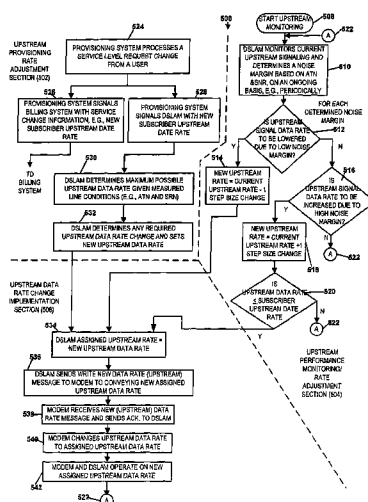 500
START UPSTREAM
MONITORING
508
A
522
524
UPSTREAM
PROVISIONING
RATE
ADJUSTMENT
SECTION (502)
PROVISIONING SYSTEM PROCESSES A
SERVICE LEVEL REQUEST CHANGE
FROM A USER
DSLAM MONITORS CURRENT
UPSTREAM SIGNALING AND
DETERMINES A NOISE
MARGIN BASED ON ATN
&SNR, ON AN ONGOING
BASIS, E.G., PERIODICALLY
510
526
PROVISIONING SYSTEM SIGNALS
BILLING SYSTEM WITH SERVICE
CHANGE INFORMATION, E.G.,
NEW SUBSCRIBER UPSTREAM
DATE RATE
528
PROVISIONING SYSTEM
SIGNALS DSLAM WITH NEW
SUBSCRIBER UPSTREAM
DATE RATE
FOR EACH
DETERMINED NOISE
MARGIN
512
IS
UPSTREAM
SIGNAL DATA RATE
TO BE LOWERED
DUE TO LOW NOISE
MARGIN?
Y
N
TO
BILLING
SYSTEM
530
DSLAM DETERMINES MAXIMUM POSSIBLE
UPSTREAM DATA RATE GIVEN MEASURED
LINE CONDITIONS (E.G., ATN AND SRN)
514
NEW UPSTREAM
RATE = CURRENT
UPSTREAM RATE - 1
STEP SIZE CHANGE
516
IS
UPSTREAM SIGNAL
DATA RATE TO BE
INCREASED DUE TO
HIGH NOISE
MARGIN?
Y
N
532
DSLAM DETERMINES ANY REQUIRED
UPSTREAM DATA RATE CHANGE AND SETS
NEW UPSTREAM DATA RATE
NEW UPSTREAM
RATE = CURRENT
UPSTREAM RATE +1
STEP SIZE CHANGE
518
A
522
UPSTREAM DATA
RATE CHANGE
IMPLEMENTATION
SECTION (506)
IS
UPSTREAM DATA RATE
≤ SUBSCRIBER
UPSTREAM DATE
RATE
520
Y
N
A
522
534
DSLAM ASSIGNED UPSTREAM RATE =
NEW UPSTREAM DATA RATE
536
DSLAM SENDS NEW DATA RATE (UPSTREAM)
MESSAGE TO MODEM TO CONVEYING NEW ASSIGNED
UPSTREAM DATA RATE
UPSTREAM
PERFORMANCE
MONITORING/
RATE
ADJUSTMENT
SECTION (504)
538
MODEM RECEIVES NEW (UPSTREAM) DATA
RATE MESSAGE AND SENDS ACK. TO DSLAM
540
MODEM CHANGES UPSTREAM DATA
RATE TO ASSIGNED UPSTREAM RATE
542
MODEM AND DSLAM OPERATE ON NEW
ASSIGNED UPSTREAM DATA RATE
522
A